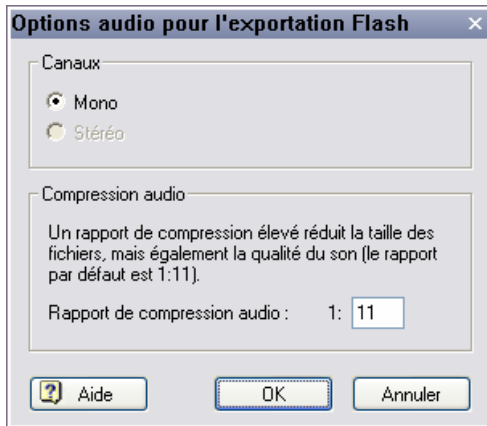 Options audio pour l'exportation Flash
Canaux
Mono
Stéréo
Compression audio
Un rapport de compression élevé réduit la taille des
fichiers, mais également la qualité du son (le rapport
par défaut est 1:11).
Rapport de compression audio : 1: 11
Aide OK Annuler